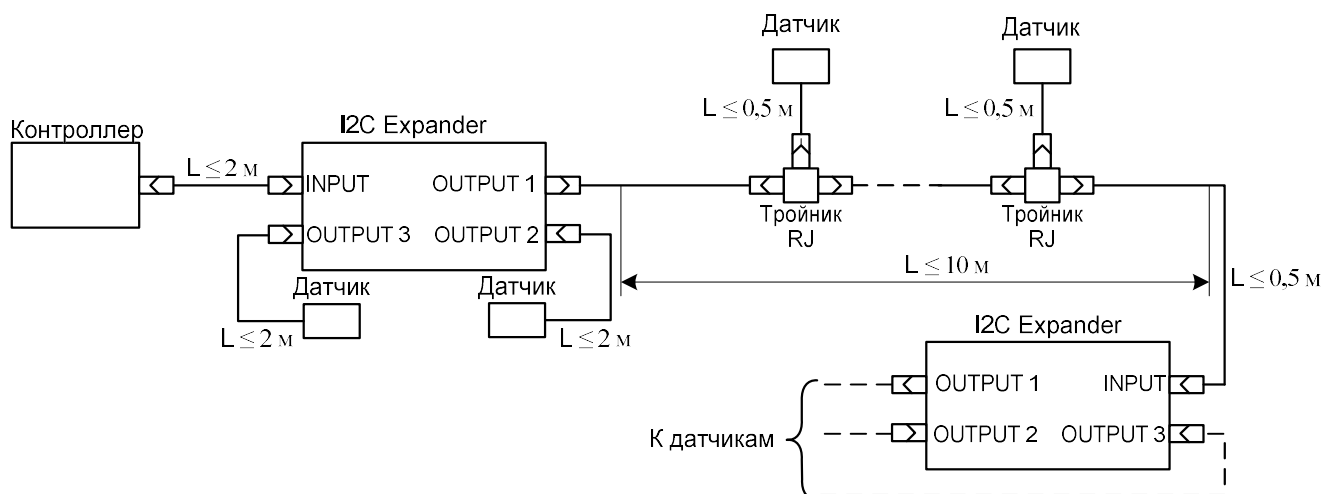 Датчик
Датчик
L ≤ 0,5 м
L ≤ 0,5 м
Контроллер
I2C Expander
L ≤ 2 м
INPUT
OUTPUT 1
OUTPUT 3
OUTPUT 2
Тройник
RJ
Тройник
RJ
Датчик
Датчик
L ≤ 2 м
L ≤ 2 м
L ≤ 10 м
L ≤ 0,5 м
I2C Expander
OUTPUT 1
INPUT
OUTPUT 2
OUTPUT 3
К датчикам